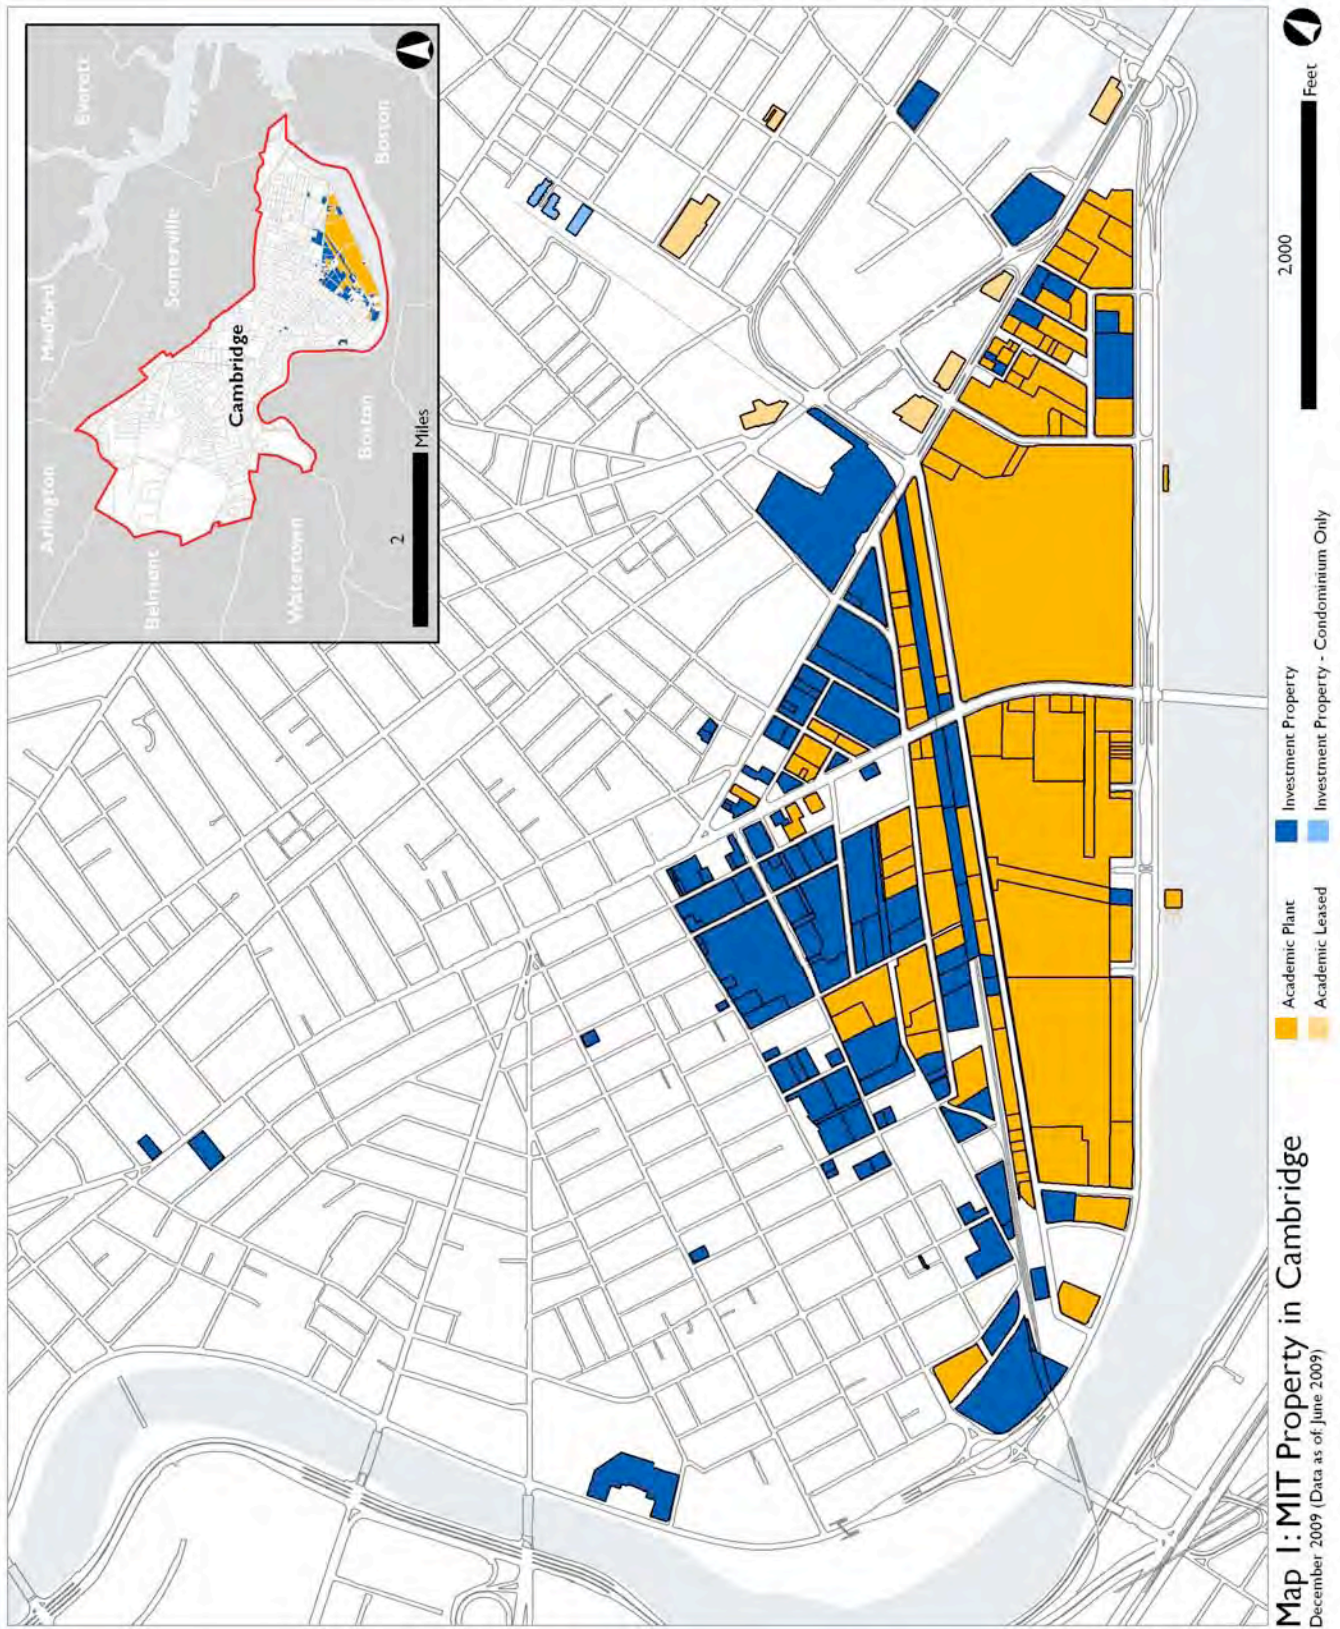 Everett
Medford
Somerville
Arlington
Cambridge
Boston
Belmont
Watertown
Boston
2
Miles
Map 1: MIT Property in Cambridge
December 2009 (Data as of: June 2009)
Academic Plant
Academic Leased
Investment Property
Investment Property - Condominium Only
2,000
Feet